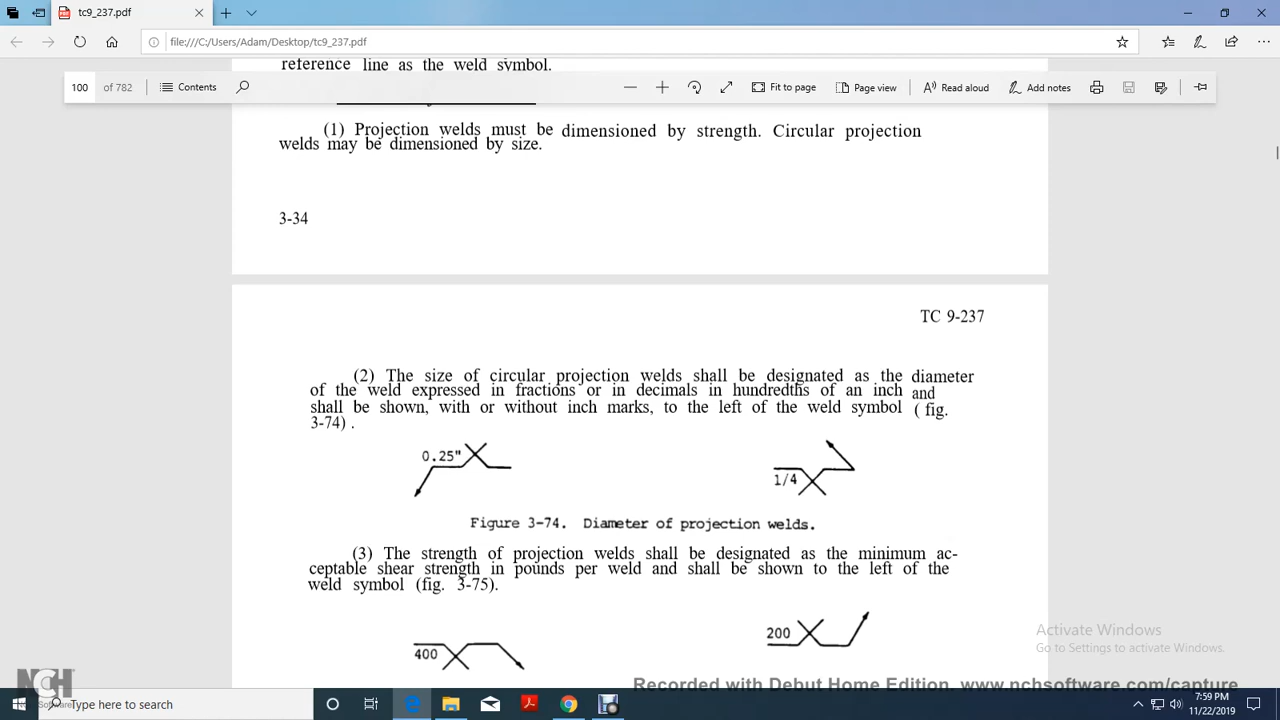 tc9_237.pdf
file:///C:/Users/Adam/Desktop/tc9_237.pdf
reference line as the weld symbol.
100 of 782 Contents Fit to page Page view Read aloud Add notes
(1) Projection welds must be dimensioned by strength. Circular projection
welds may be dimensioned by size.
3-34
TC 9-237
(2) The size of circular projection welds shall be designated as the diameter
of the weld expressed in fractions or in decimals in hundredths of an inch and
shall be shown, with or without inch marks, to the left of the weld symbol ( fig.
3-74) .
0.25"
1/4
Figure 3-74. Diameter of projection welds.
(3) The strength of projection welds shall be designated as the minimum ac-
ceptable shear strength in pounds per weld and shall be shown to the left of the
weld symbol (fig. 3-75).
400
200
Activate Windows
Go to Settings to activate Windows.
NCH
Software
Recorded with Debut Home Edition. www.nchsoftware.com/capture
Type here to search
7:59 PM
11/22/2019